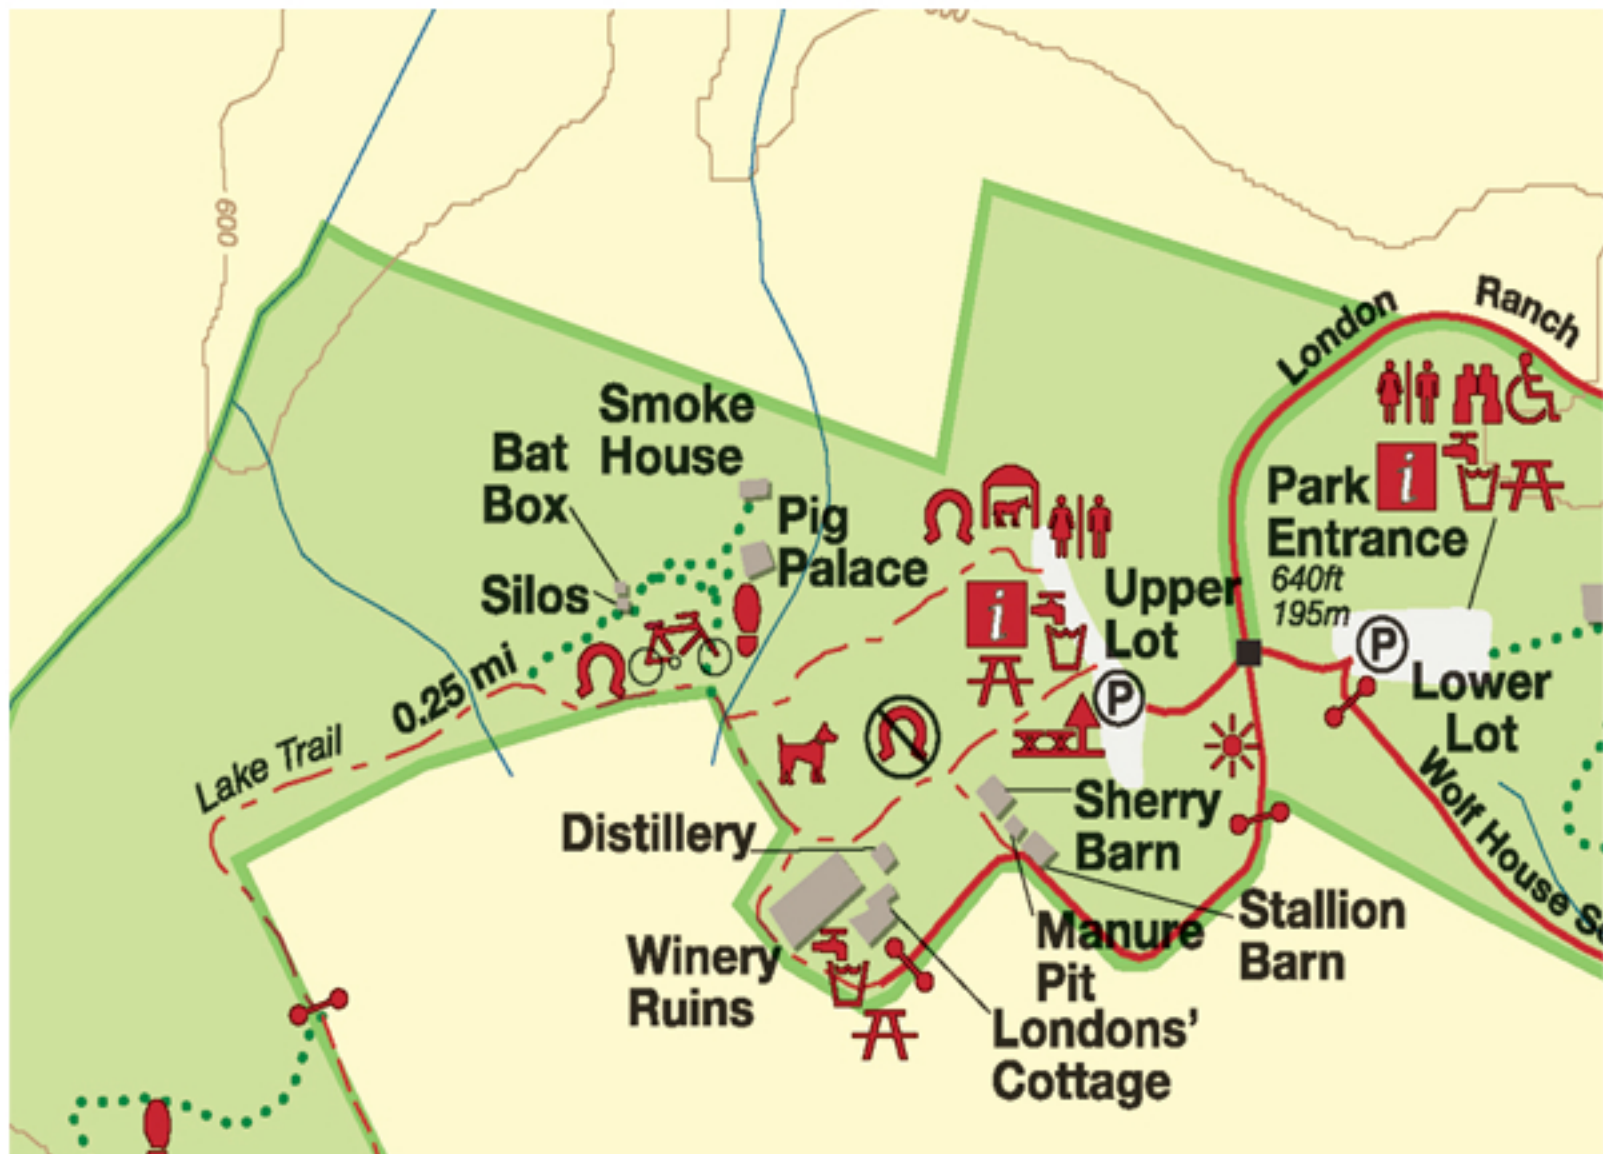 600
London
Ranch
Smoke
House
Bat
Box
Pig
Palace
Silos
Park
Entrance
640ft
195m
i
i
Upper
Lot
P
P
Lower
Lot
0.25 mi
Lake Trail
Wolf House
Sherry
Barn
Distillery
Stallion
Barn
Manure
Pit
Winery
Ruins
Londons'
Cottage